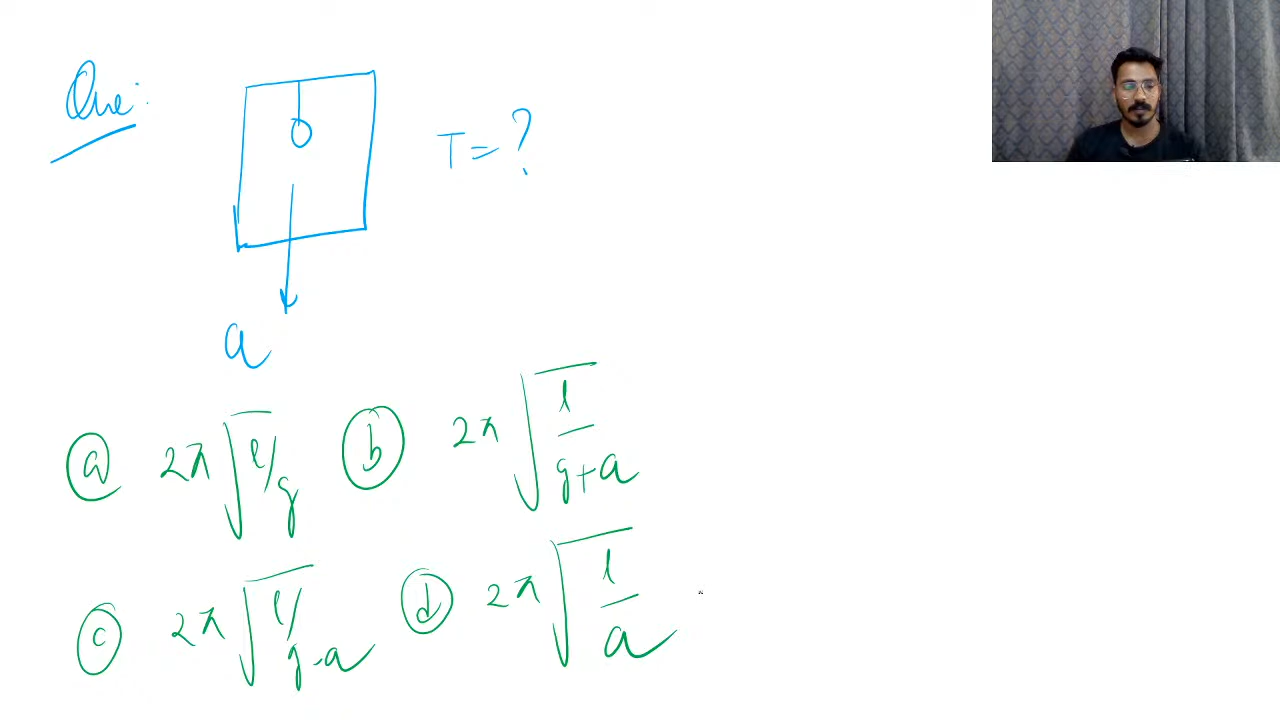 Que:
T = ?
a
(a) 2π√l/g (b) 2π√l/g+a
(c) 2π√l/g-a (d) 2π√l/a